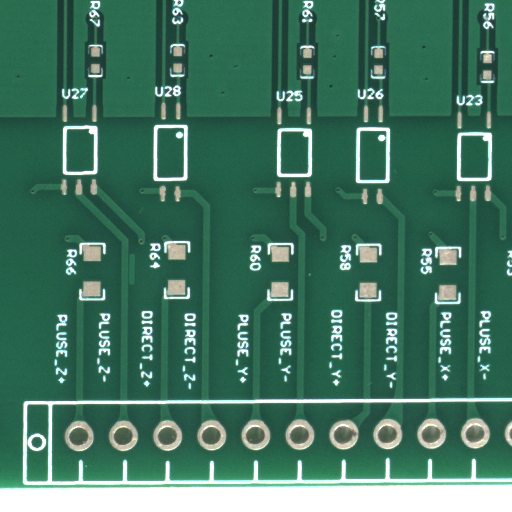 R67
R63
R61
R57
R56
U27
U28
U25
U26
U23
R66
R64
R60
R58
R55
PLUSE_Z+
PLUSE_Z-
DIRECT_Z+
DIRECT_Z-
PLUSE_Y+
PLUSE_Y-
DIRECT_Y+
DIRECT_Y-
PLUSE_X+
PLUSE_X-